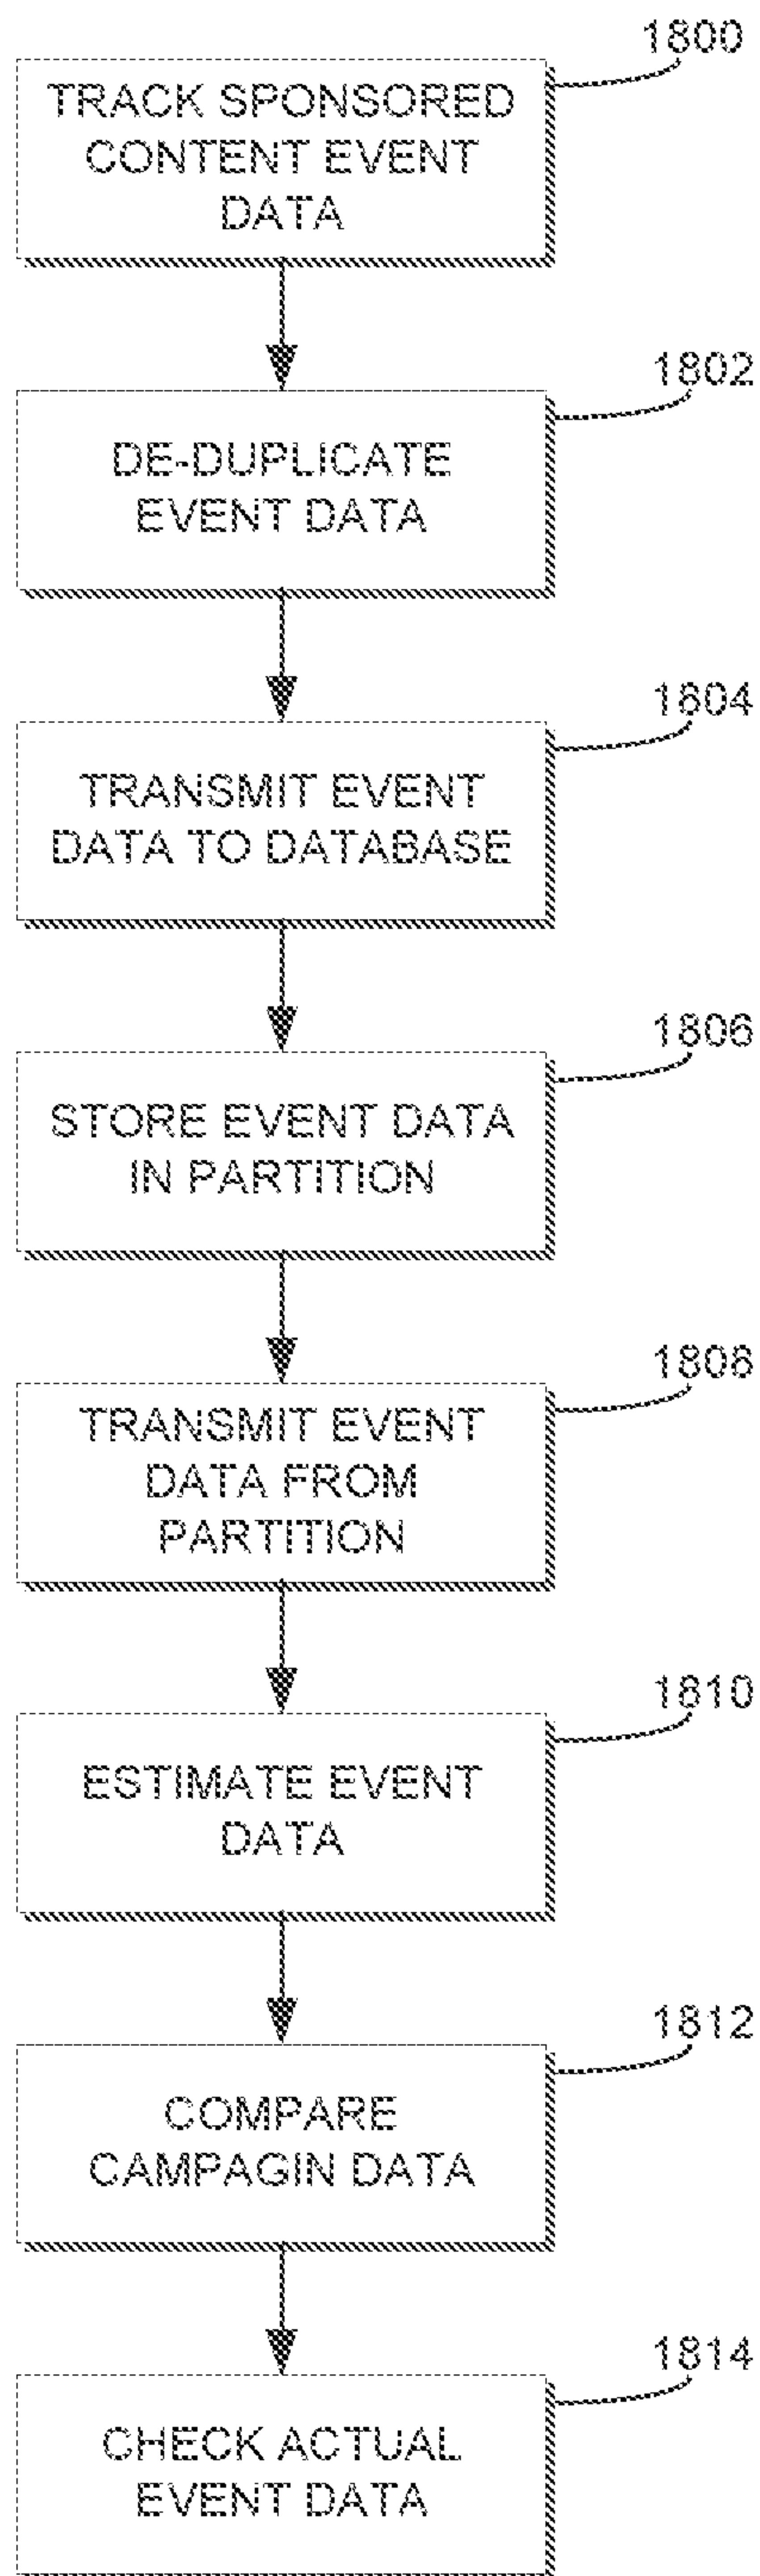 1800
TRACK SPONSORED
CONTENT EVENT
DATA
1802
DE-DUPLICATE
EVENT DATA
1804
TRANSMIT EVENT
DATA TO DATABASE
1806
STORE EVENT DATA
IN PARTITION
1808
TRANSMIT EVENT
DATA FROM
PARTITION
1810
ESTIMATE EVENT
DATA
1812
COMPARE
CAMPAGIN DATA
1814
CHECK ACTUAL
EVENT DATA